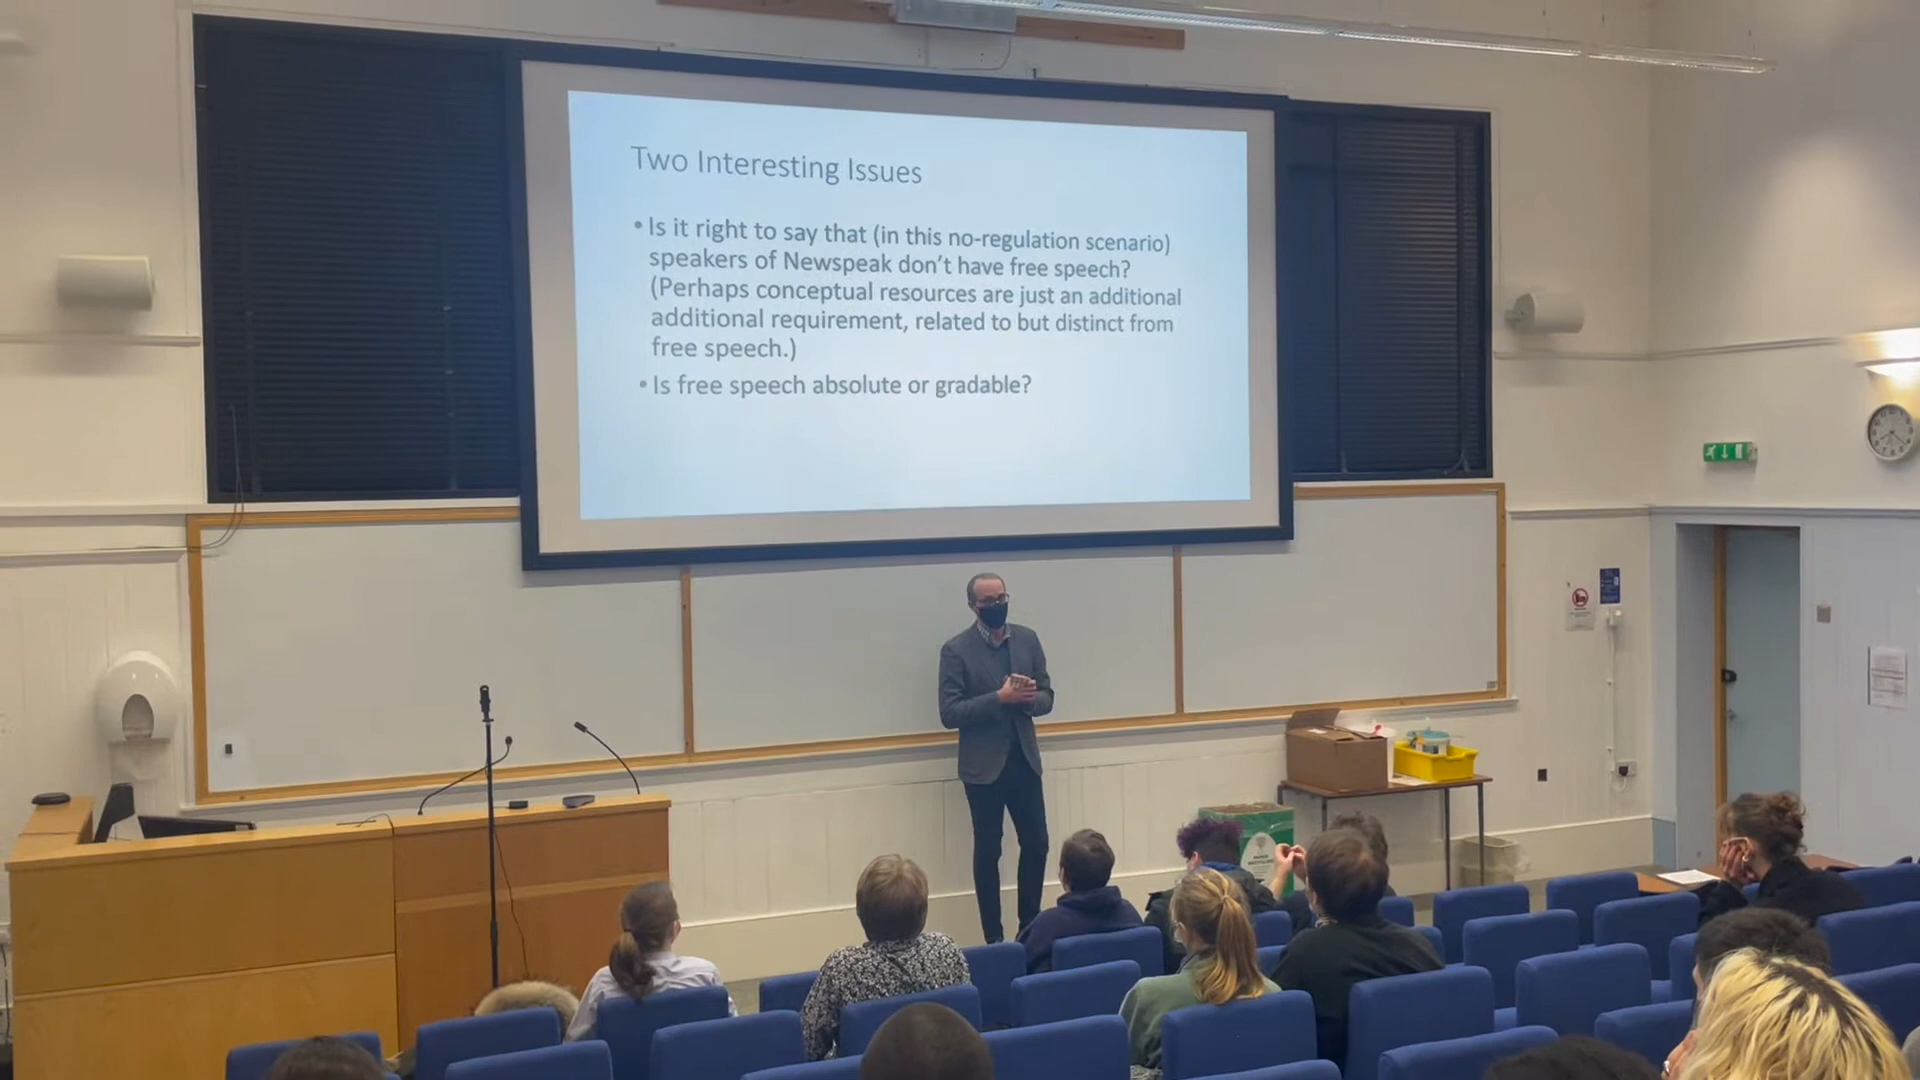 Two Interesting Issues
• Is it right to say that (in this no-regulation scenario)
speakers of Newspeak don't have free speech?
(Perhaps conceptual resources are just an additional
additional requirement, related to but distinct from
free speech.)
• Is free speech absolute or gradable?